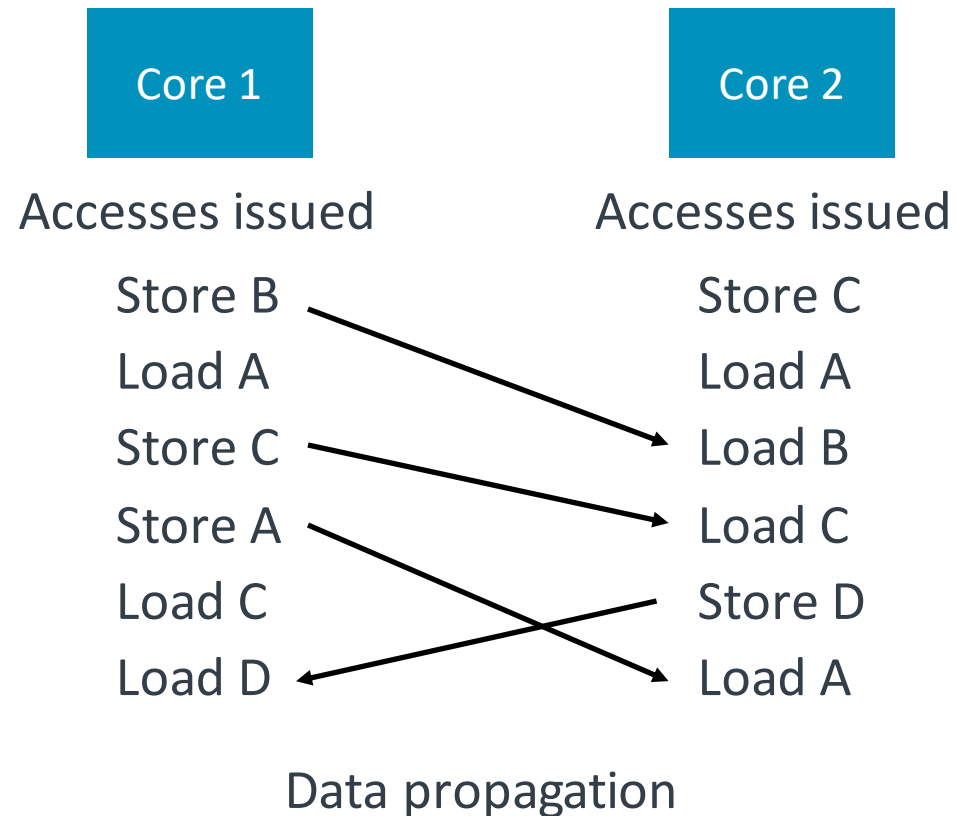 Core 1
Core 2
Accesses issued
Accesses issued
Store B
Store C
Load A
Load A
Store C
Load B
Store A
Load C
Load C
Store D
Load D
Load A
Data propagation